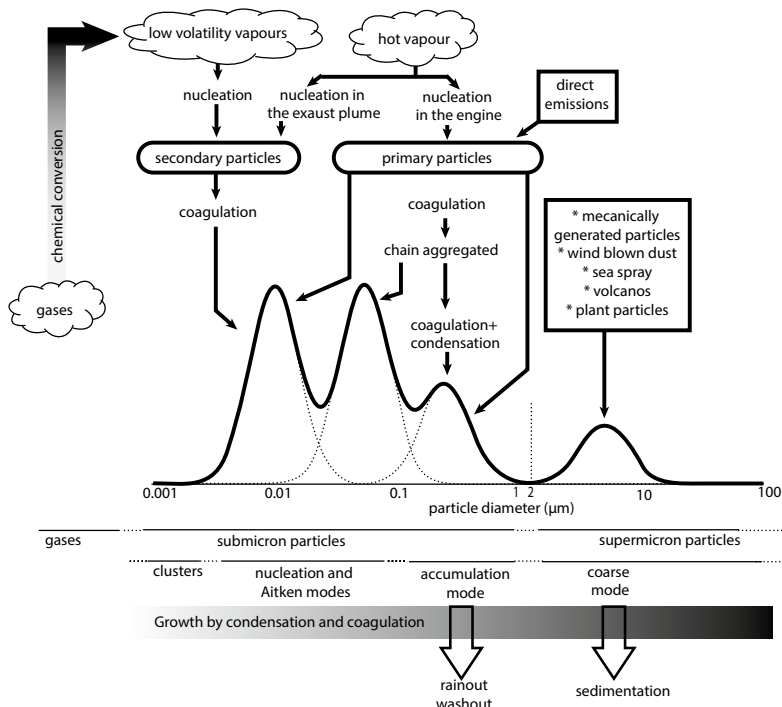 low volatility vapours
hot vapour
nucleation
nucleation in
the exaust plume
nucleation
in the engine
direct
emissions
secondary particles
primary particles
chemical conversion
coagulation
coagulation
chain aggregated
coagulation+
condensation
* mecanically
generated particles
* wind blown dust
* sea spray
* volcanos
* plant particles
gases
0.001
0.01
0.1
1
2
10
100
particle diameter (μm)
gases
submicron particles
supermicron particles
clusters
nucleation and
Aitken modes
accumulation
mode
coarse
mode
Growth by condensation and coagulation
rainout
washout
sedimentation